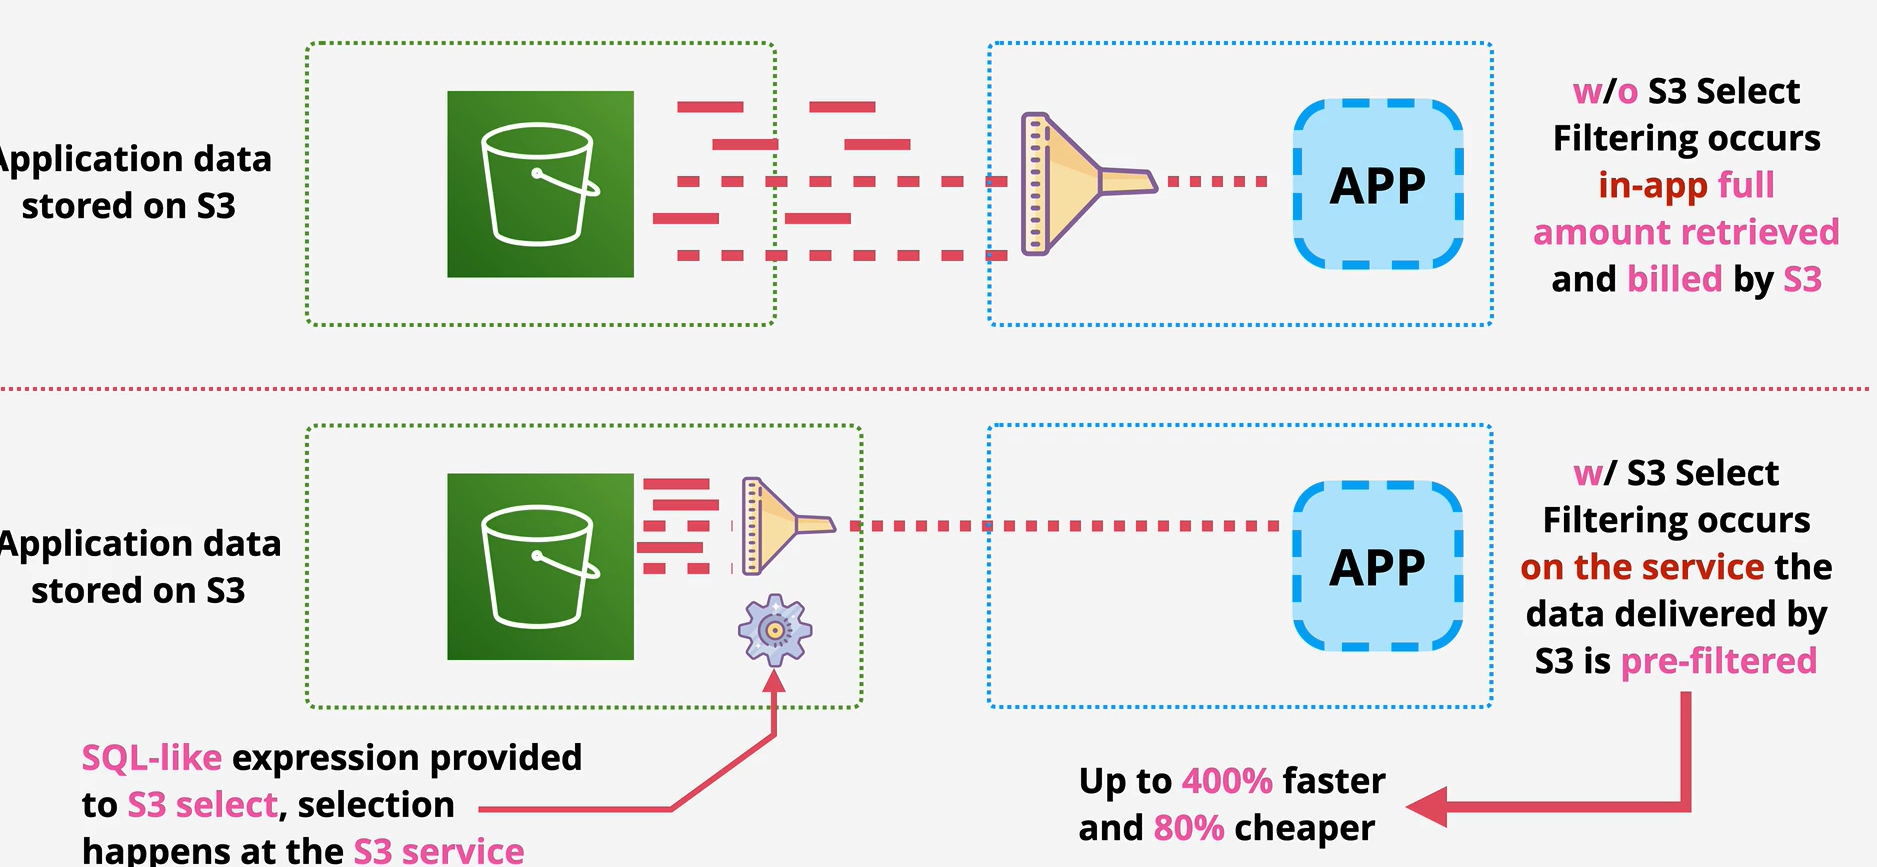 Application data
stored on S3
APP
w/o S3 Select
Filtering occurs
in-app full
amount retrieved
and billed by S3
Application data
stored on S3
APP
w/ S3 Select
Filtering occurs
on the service the
data delivered by
S3 is pre-filtered
SQL-like expression provided
to S3 select, selection
happens at the S3 service
Up to 400% faster
and 80% cheaper